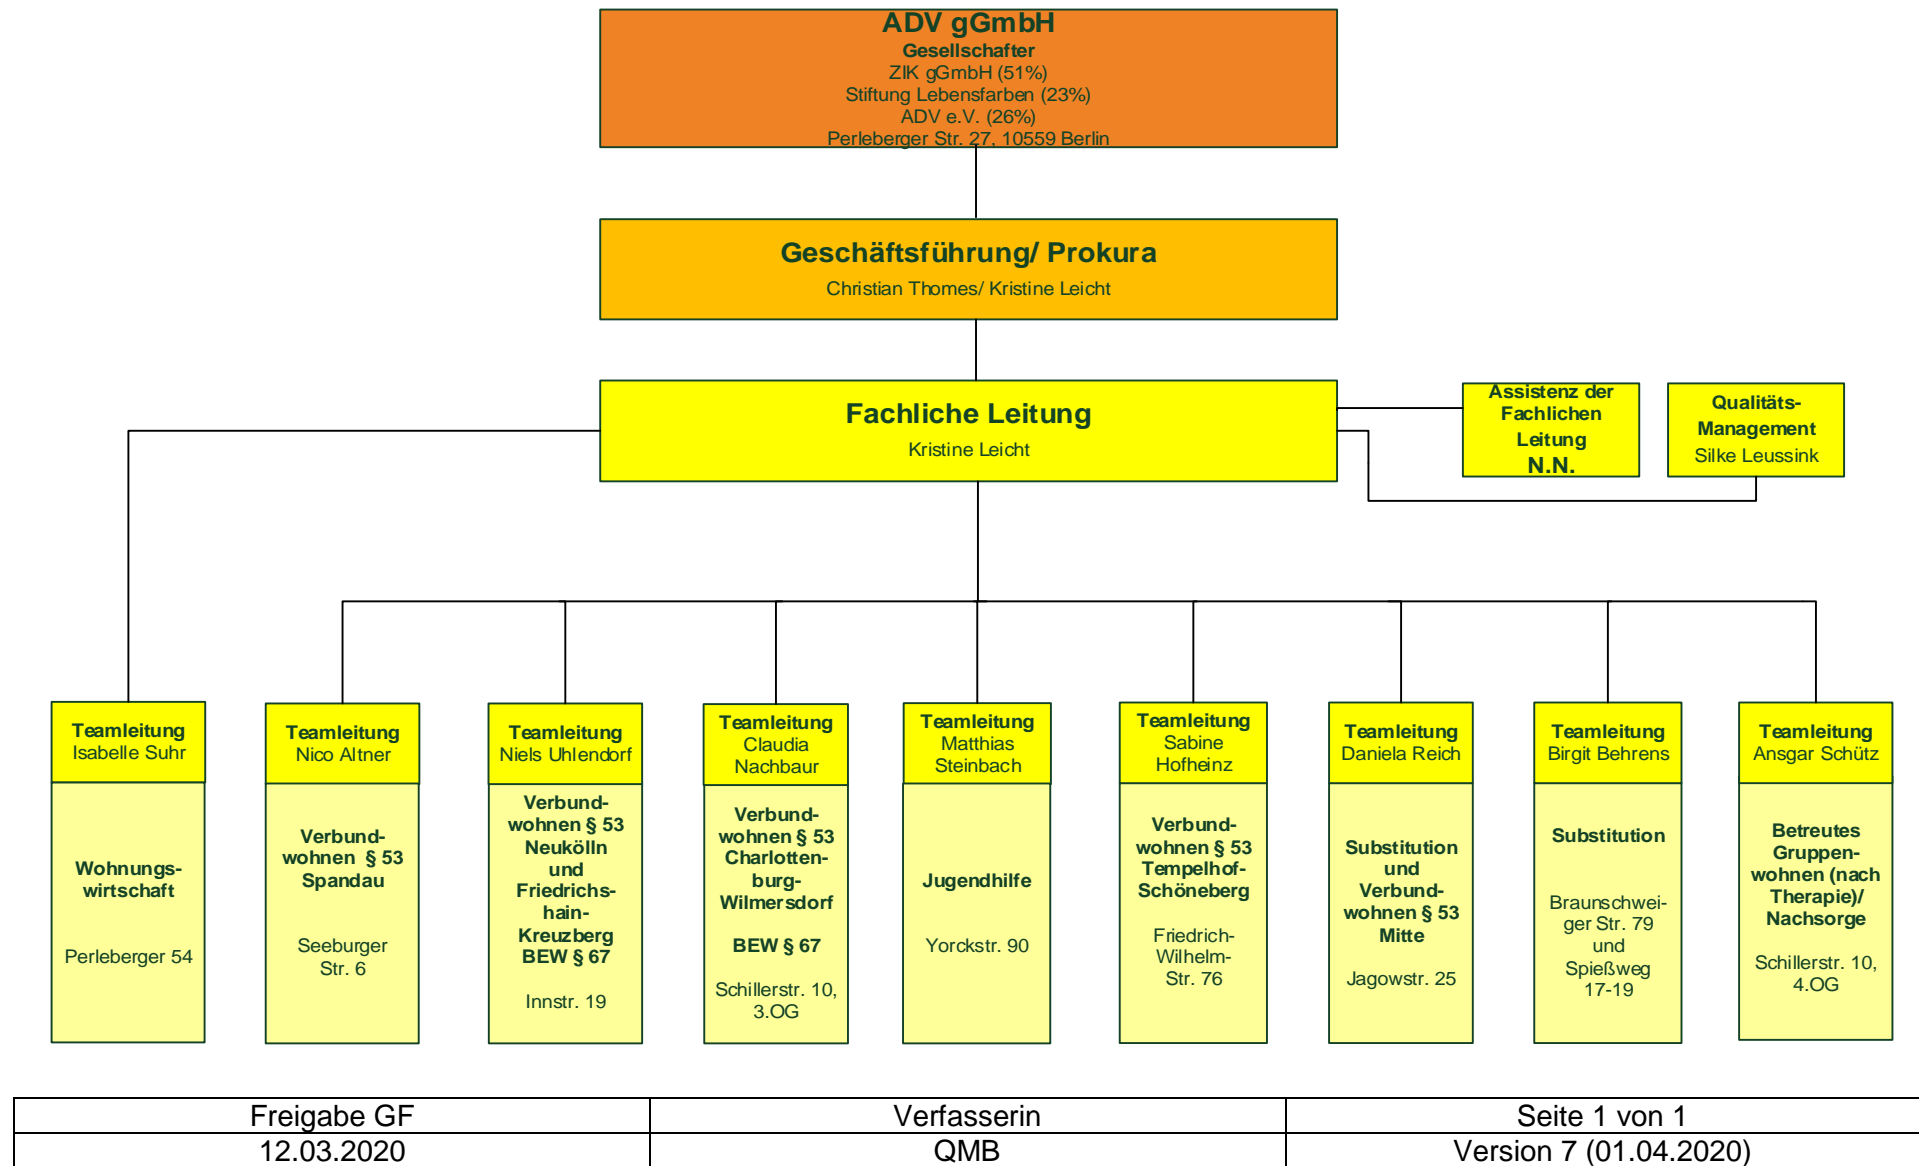 ADV gGmbH
Gesellschafter
ZIK gGmbH (51%)
Stiftung Lebensfarben (23%)
ADV e.V. (26%)
Perleberger Str. 27, 10559 Berlin
Geschäftsführung/ Prokura
Christian Thomes/ Kristine Leicht
Fachliche Leitung
Kristine Leicht
Assistenz der
Fachlichen
Leitung
N.N.
Qualitäts-
Management
Silke Leussink
Teamleitung
Isabelle Suhr
Wohnungs-
wirtschaft
Perleberger 54
Teamleitung
Nico Altner
Verbund-
wohnen § 53
Spandau
Seeburger
Str. 6
Teamleitung
Niels Uhlendorf
Verbund-
wohnen § 53
Neukölln
und
Friedrichs-
hain-
Kreuzberg
BEW § 67
Innstr. 19
Teamleitung
Claudia
Nachbaur
Verbund-
wohnen § 53
Charlotten-
burg-
Wilmersdorf
BEW § 67
Schillerstr. 10,
3.OG
Teamleitung
Matthias
Steinbach
Jugendhilfe
Yorckstr. 90
Teamleitung
Sabine
Hofheinz
Verbund-
wohnen § 53
Tempelhof-
Schöneberg
Friedrich-
Wilhelm-
Str. 76
Teamleitung
Daniela Reich
Substitution
und
Verbund-
wohnen § 53
Mitte
Jagowstr. 25
Teamleitung
Birgit Behrens
Substitution
Braunschwei-
ger Str. 79
und
Spießweg
17-19
Teamleitung
Ansgar Schütz
Betreutes
Gruppen-
wohnen (nach
Therapie)/
Nachsorge
Schillerstr. 10,
4.OG
Freigabe GF
Verfasserin
Seite 1 von 1
12.03.2020
QMB
Version 7 (01.04.2020)